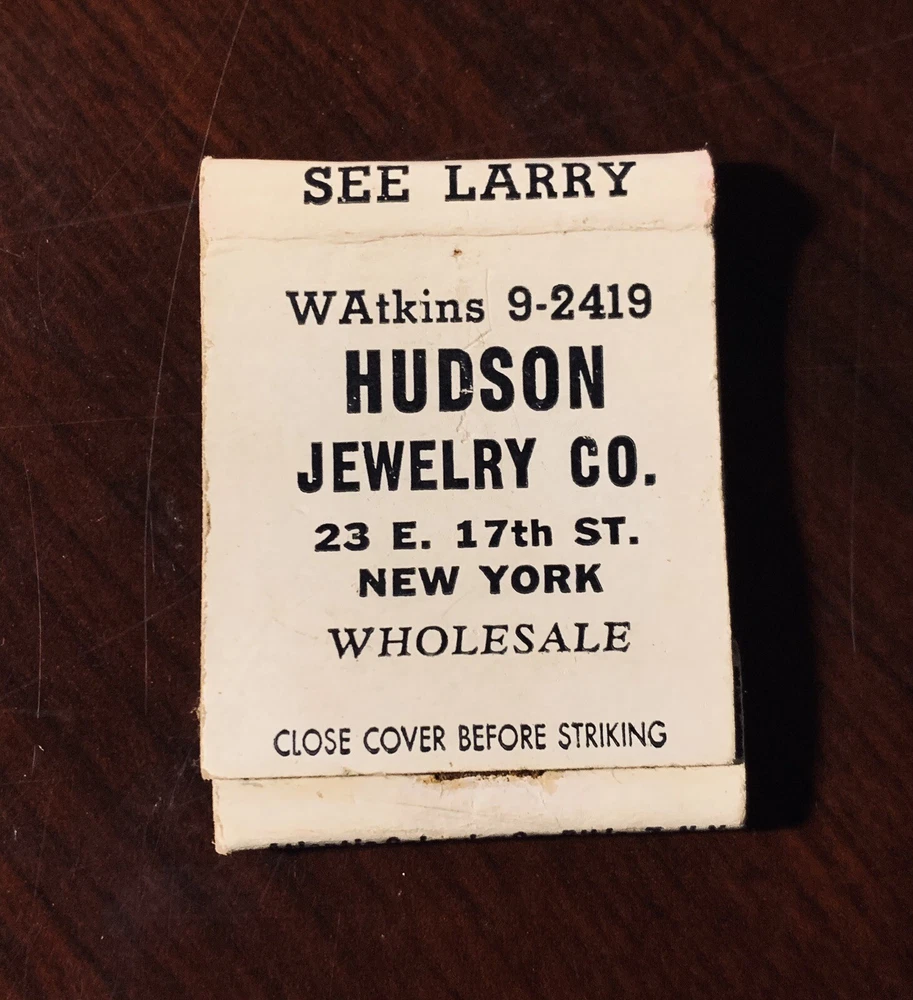 SEE LARRY
WAtkins 9-2419
HUDSON
JEWELRY CO.
23 E. 17th ST.
NEW YORK
WHOLESALE
CLOSE COVER BEFORE STRIKING